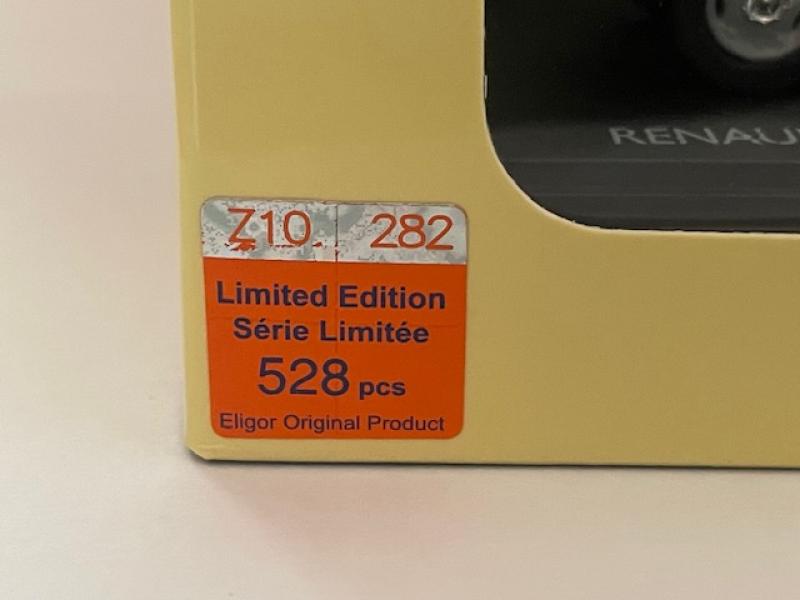 RENAU
Z10 282
Limited Edition
Série Limitée
528 pcs
Eligor Original Product